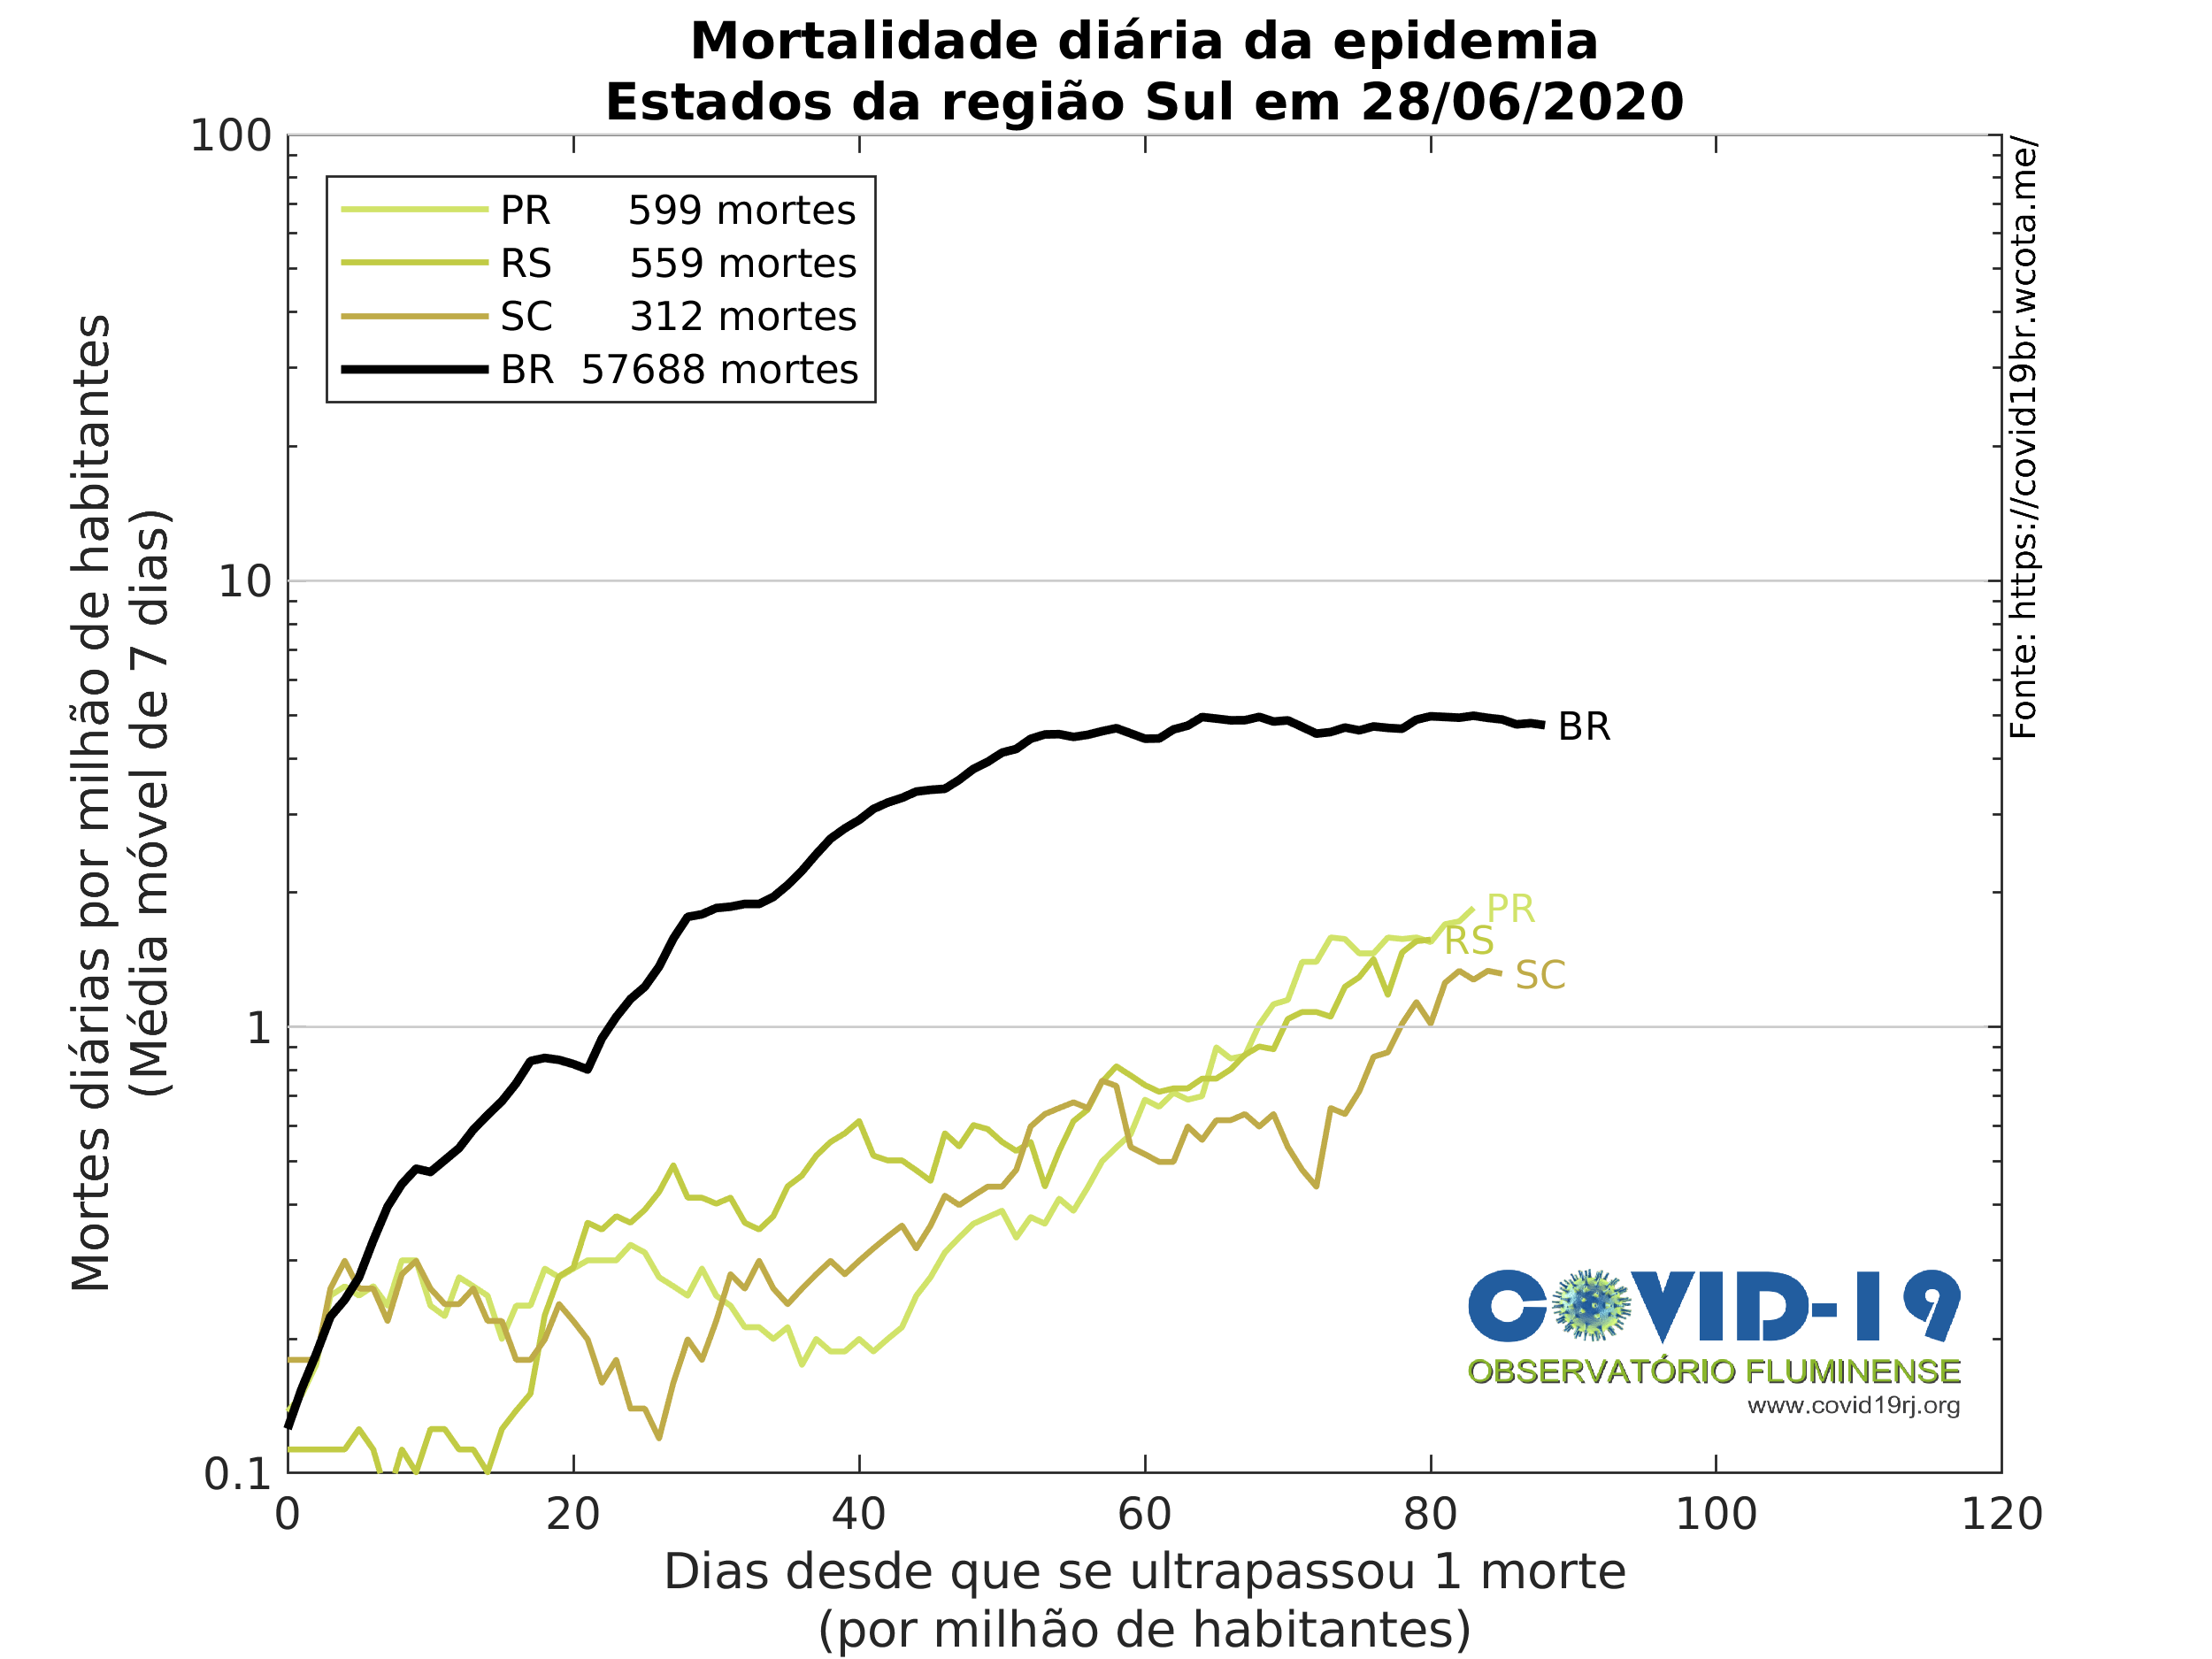 Mortalidade diária da epidemia
Estados da região Sul em 28/06/2020
Mortes diárias por milhão de habitantes
(Média móvel de 7 dias)
100
10
1
0.1
PR 599 mortes
RS 559 mortes
SC 312 mortes
BR 57688 mortes
BR
PR
RS
SC
Fonte: https://covid19br.wcota.me/
COVID-19
OBSERVATÓRIO FLUMINENSE
www.covid19rj.org
0 20 40 60 80 100 120
Dias desde que se ultrapassou 1 morte
(por milhão de habitantes)